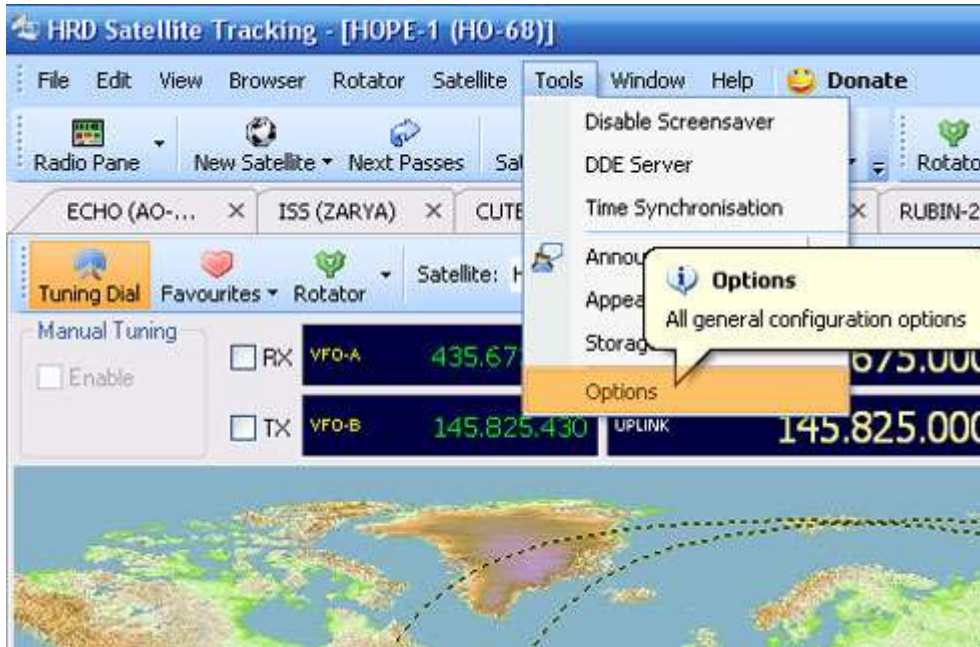 HRD Satellite Tracking - [HOPE-1 (HO-68)]
File Edit View Browser Rotator Satellite Tools Window Help Donate
Disable Screensaver
DDE Server
Time Synchronisation
Radio Pane New Satellite Next Passes
ECHO (AO-... ISS (ZARYA) RUBIN-2
Options
All general configuration options
Tuning Dial Favourites Rotator Satellite:
Manual Tuning
Enable
RX VFO-A
Options
TX VFO-B 145.825.430 UPLINK 145.825.00